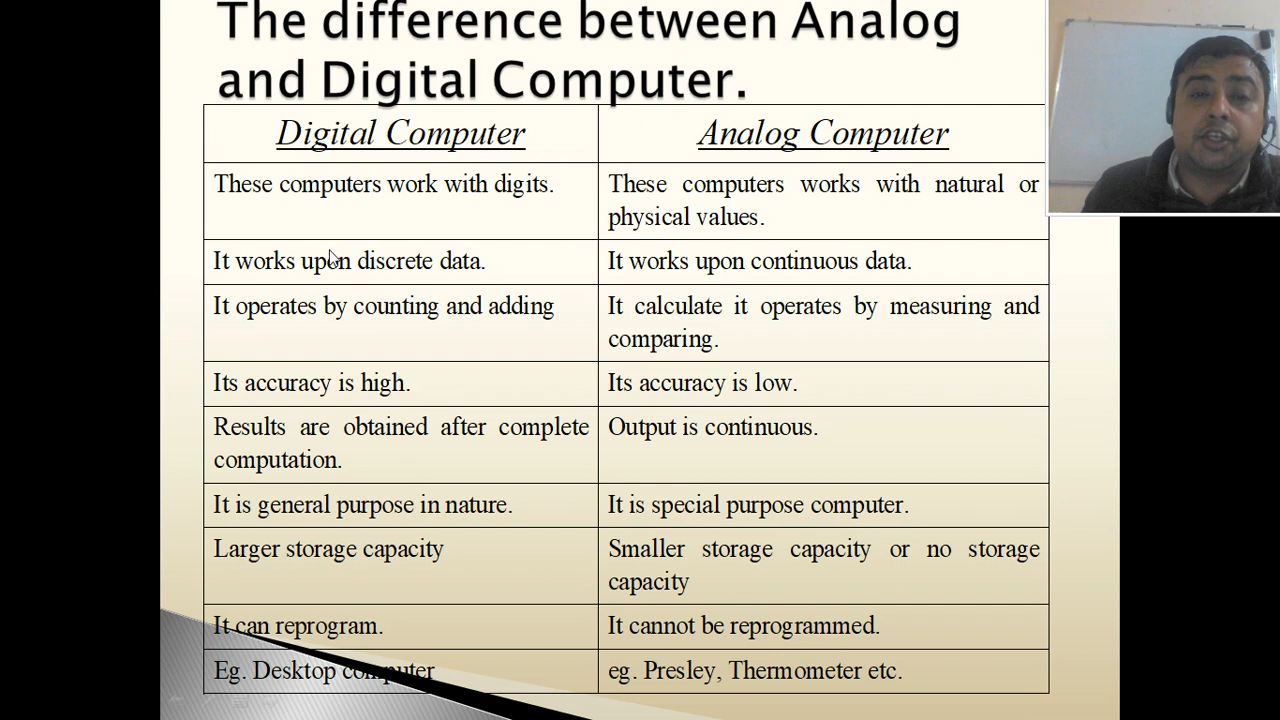 The difference between Analog
and Digital Computer.
Digital Computer
Analog Computer
These computers work with digits.
These computers works with natural or
physical values.
It works upon discrete data.
It works upon continuous data.
It operates by counting and adding
It calculate it operates by measuring and
comparing.
Its accuracy is high.
Its accuracy is low.
Results are obtained after complete
computation.
Output is continuous.
It is general purpose in nature.
It is special purpose computer.
Larger storage capacity
Smaller storage capacity or no storage
capacity
It can reprogram.
It cannot be reprogrammed.
Eg. Desktop computer
eg. Presley, Thermometer etc.